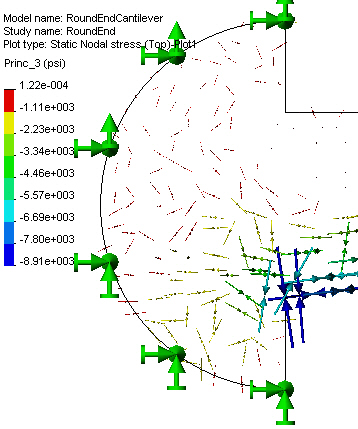 Model name: RoundEndCantilever
Study name: RoundEnd
Plot type: Static Nodal stress (Top)-Plot1
Princ_3 (psi)
1.22e-004
-1.11e+003
-2.23e+003
-3.34e+003
-4.46e+003
-5.57e+003
-6.69e+003
-7.80e+003
-8.91e+003